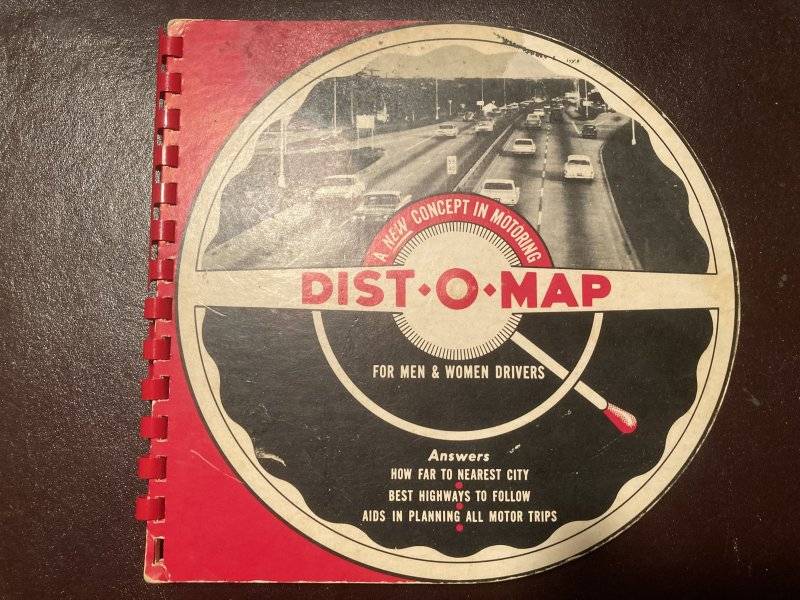 A NEW CONCEPT IN MOTORING
DIST·O·MAP
FOR MEN & WOMEN DRIVERS
Answers
HOW FAR TO NEAREST CITY
BEST HIGHWAYS TO FOLLOW
AIDS IN PLANNING ALL MOTOR TRIPS